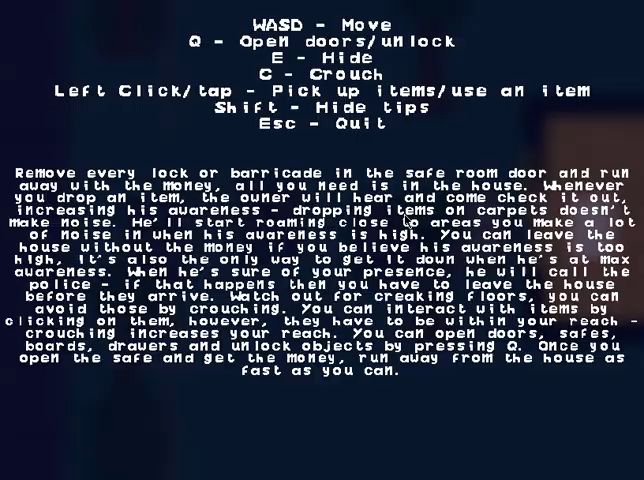 WASD - Move
Q - Open doors/unlock
E - Hide
C - Crouch
Left Click/tap - Pick up items/use an item
Shift - Hide tips
Esc - Quit
Remove every lock or barricade in the safe room door and run
away with the money, all you need is in the house. Whenever
you drop an item, the owner will hear and come check it out,
increasing his awareness - dropping items on carpets doesn't
make noise. He'll start roaming close to areas you make a lot
of noise in when his awareness is high. You can leave the
house without the money if you believe his awareness is too
high, it's also the only way to get it down when he's at max
awareness. When he's sure of your presence, he will call the
police - if that happens then you have to leave the house
before they arrive. Watch out for creaking floors, you can
avoid those by crouching. You can interact with items by
clicking on them, however, they have to be within your reach -
crouching increases your reach. You can open doors, safes,
boards, drawers and unlock objects by pressing Q. Once you
open the safe and get the money, run away from the house as
fast as you can.